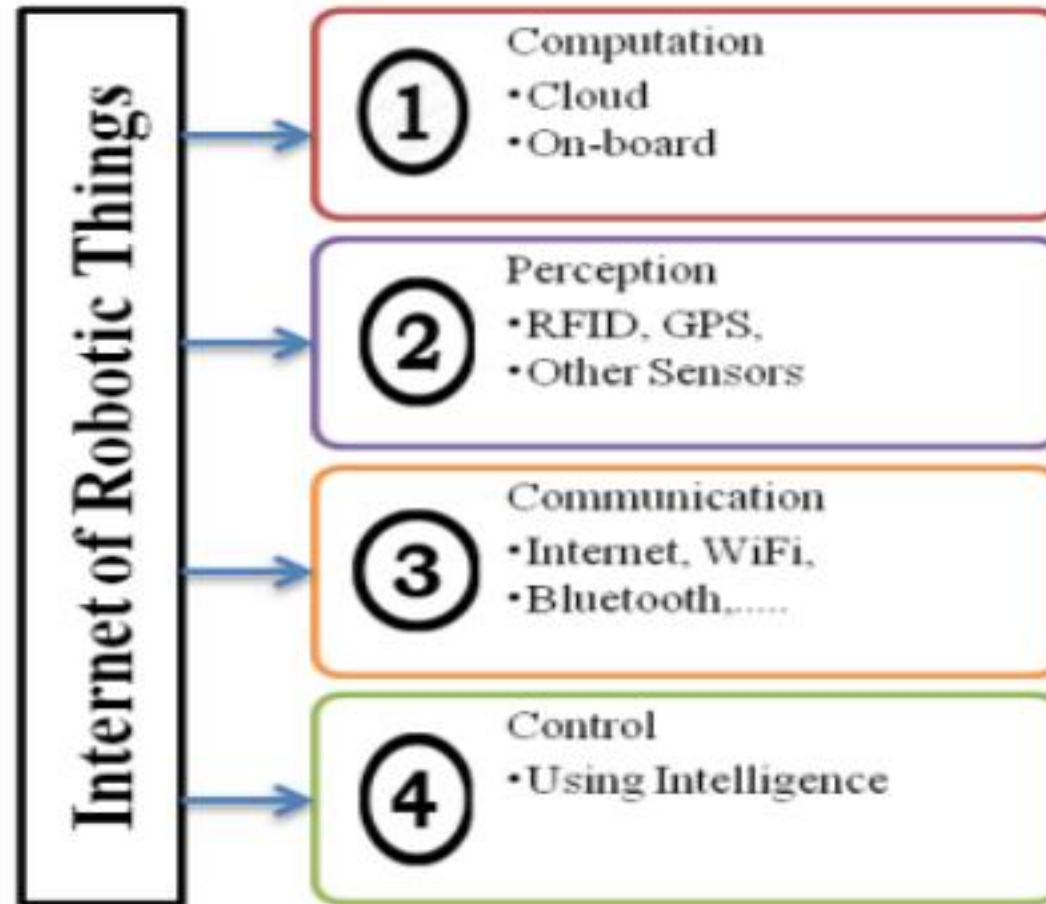 Internet of Robotic Things
1
Computation
•Cloud
•On-board
2
Perception
•RFID, GPS,
•Other Sensors
3
Communication
•Internet, WiFi,
•Bluetooth,.....
4
Control
•Using Intelligence